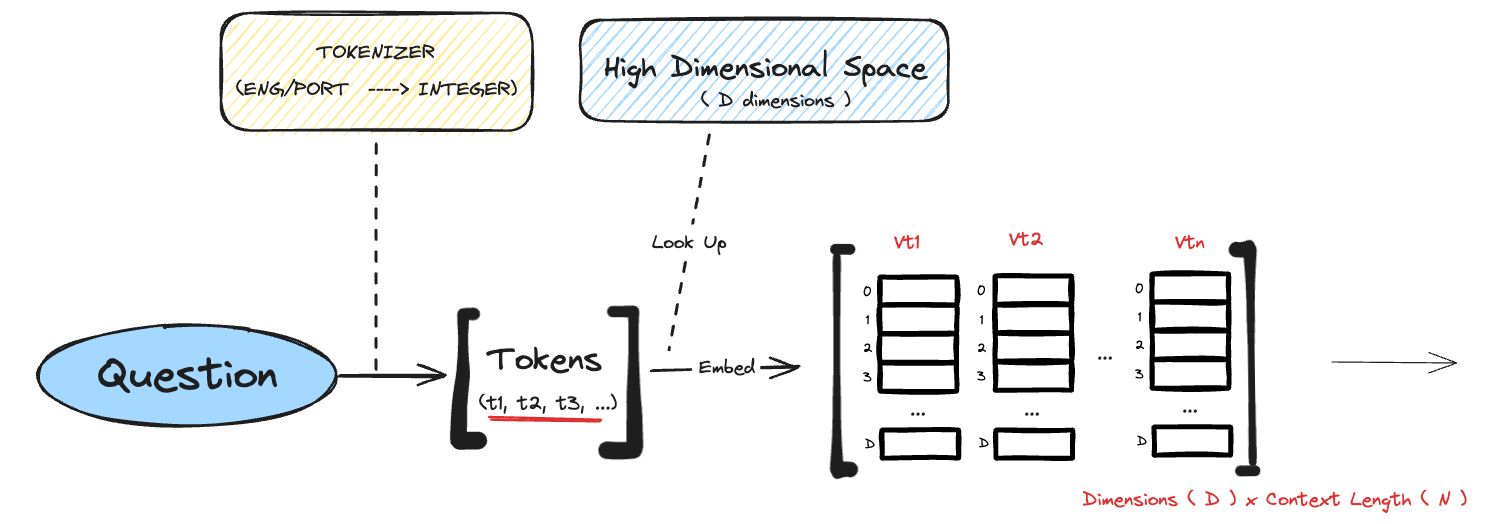 TOKENIZER
(ENG/PORT ----> INTEGER)
High Dimensional Space
( D dimensions )
Look Up
Question
Tokens
(t1, t2, t3, ...)
Embed
Vt1 Vt2 Vtn
0 0 0
1 1 1
2 2 2
3 3 3
...
... ... ...
D D D
Dimensions ( D ) x Context Length ( N )